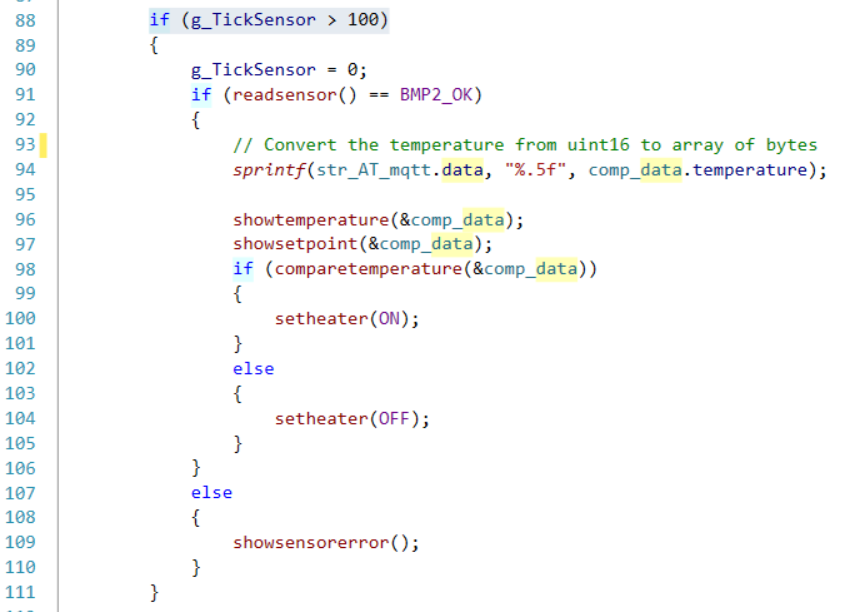 88 if (g_TickSensor > 100)
89 {
90 g_TickSensor = 0;
91 if (readsensor() == BMP2_OK)
92 {
93 // Convert the temperature from uint16 to array of bytes
94 sprintf(str_AT_mqtt.data, "%.5f", comp_data.temperature);
95
96 showtemperature(&comp_data);
97 showsetpoint(&comp_data);
98 if (comparetemperature(&comp_data))
99 {
100 setheater(ON);
101 }
102 else
103 {
104 setheater(OFF);
105 }
106 }
107 else
108 {
109 showsensorerror();
110 }
111 }